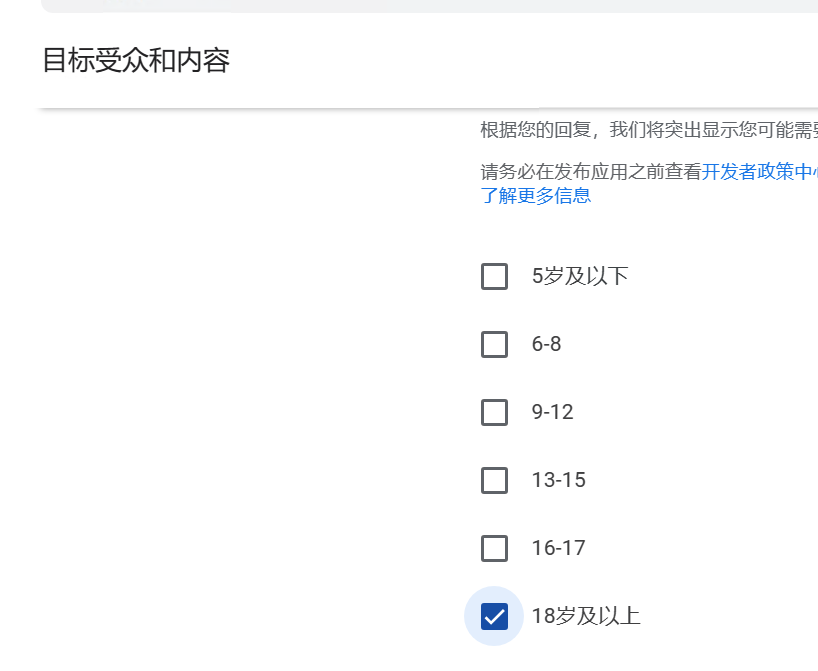 目标受众和内容
根据您的回复，我们将突出显示您可能需
请务必在发布应用之前查看开发者政策中
了解更多信息
5岁及以下
6-8
9-12
13-15
16-17
18岁及以上